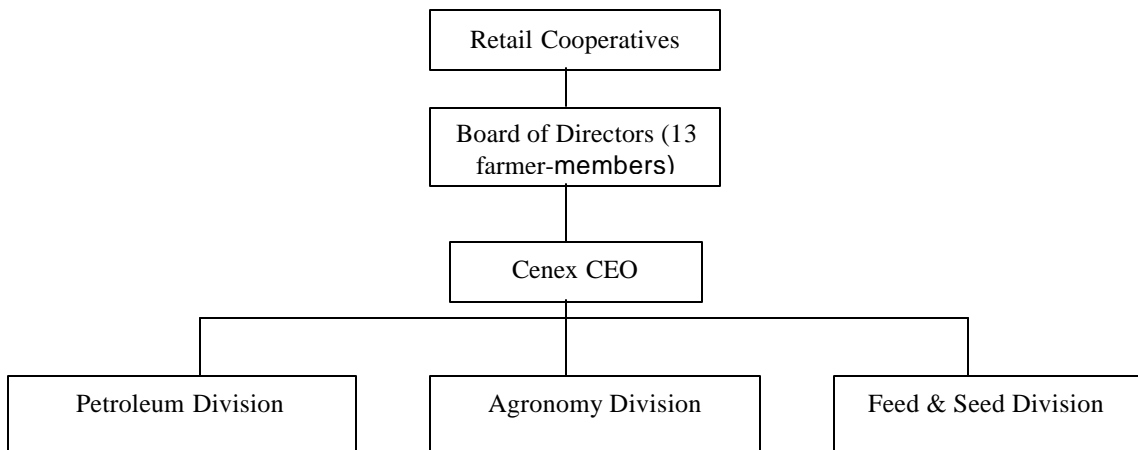 Retail Cooperatives
Board of Directors (13
farmer-members)
Cenex CEO
Petroleum Division
Agronomy Division
Feed & Seed Division